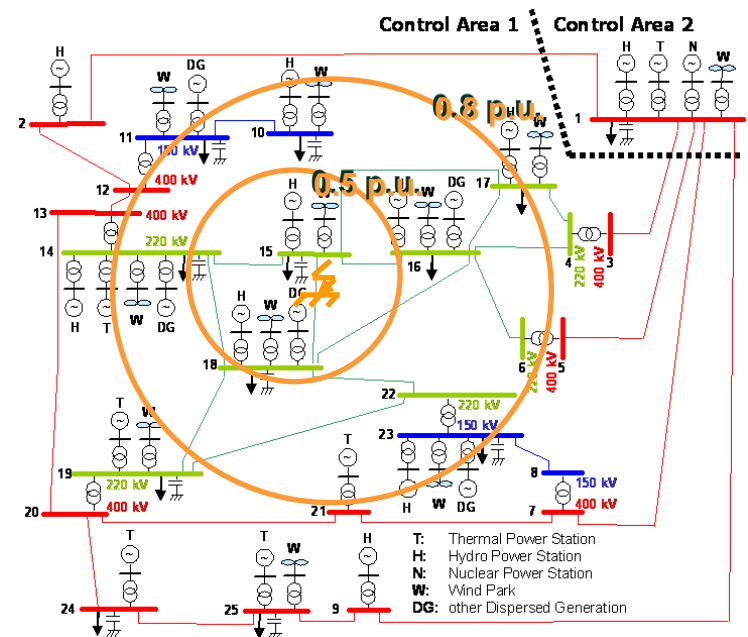 Control Area 1
Control Area 2
H
H T N W
2
W DG
H W
0.8 p.u.
H W
1
11
150 kV
10
12
400 kV
0.5 p.u.
17
13
400 kV
H W
W DG
14
220 kV
15
16
4
3
220 kV
400 kV
H T W DG
DG
H W
18
6
5
220 kV
400 kV
22
220 kV
T W
23
150 kV
19
220 kV
T
H W DG
8
150 kV
20
400 kV
21
7
400 kV
T
T W
H
T: Thermal Power Station
H: Hydro Power Station
N: Nuclear Power Station
W: Wind Park
DG: other Dispersed Generation
24
25
9